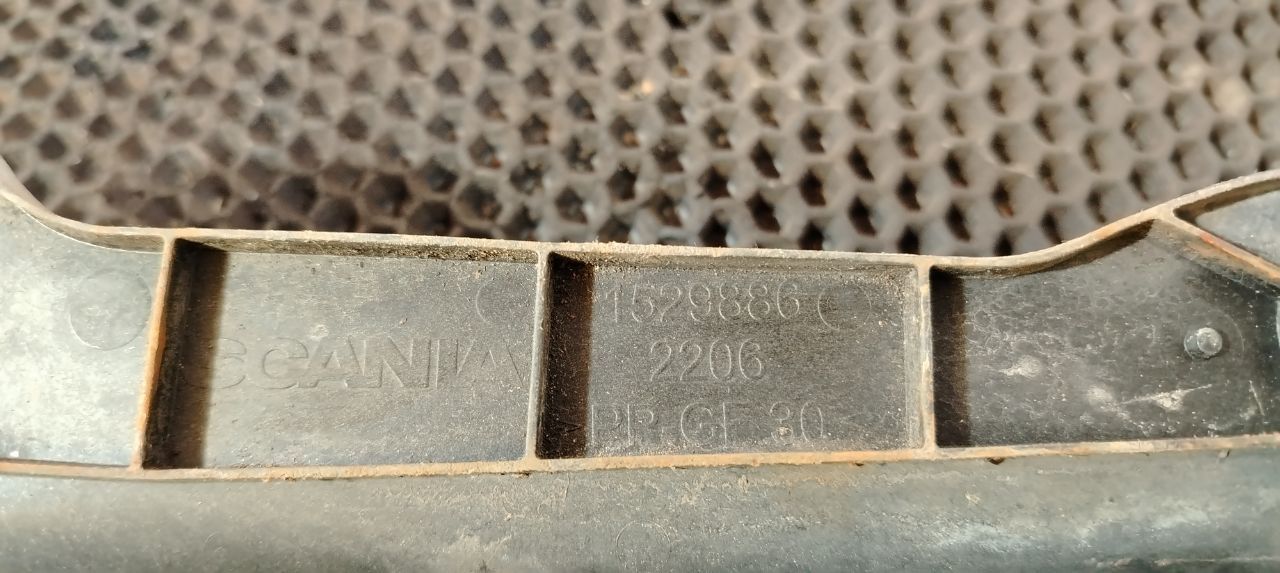 SCANIA
1529886
2206
>PP GF 30<